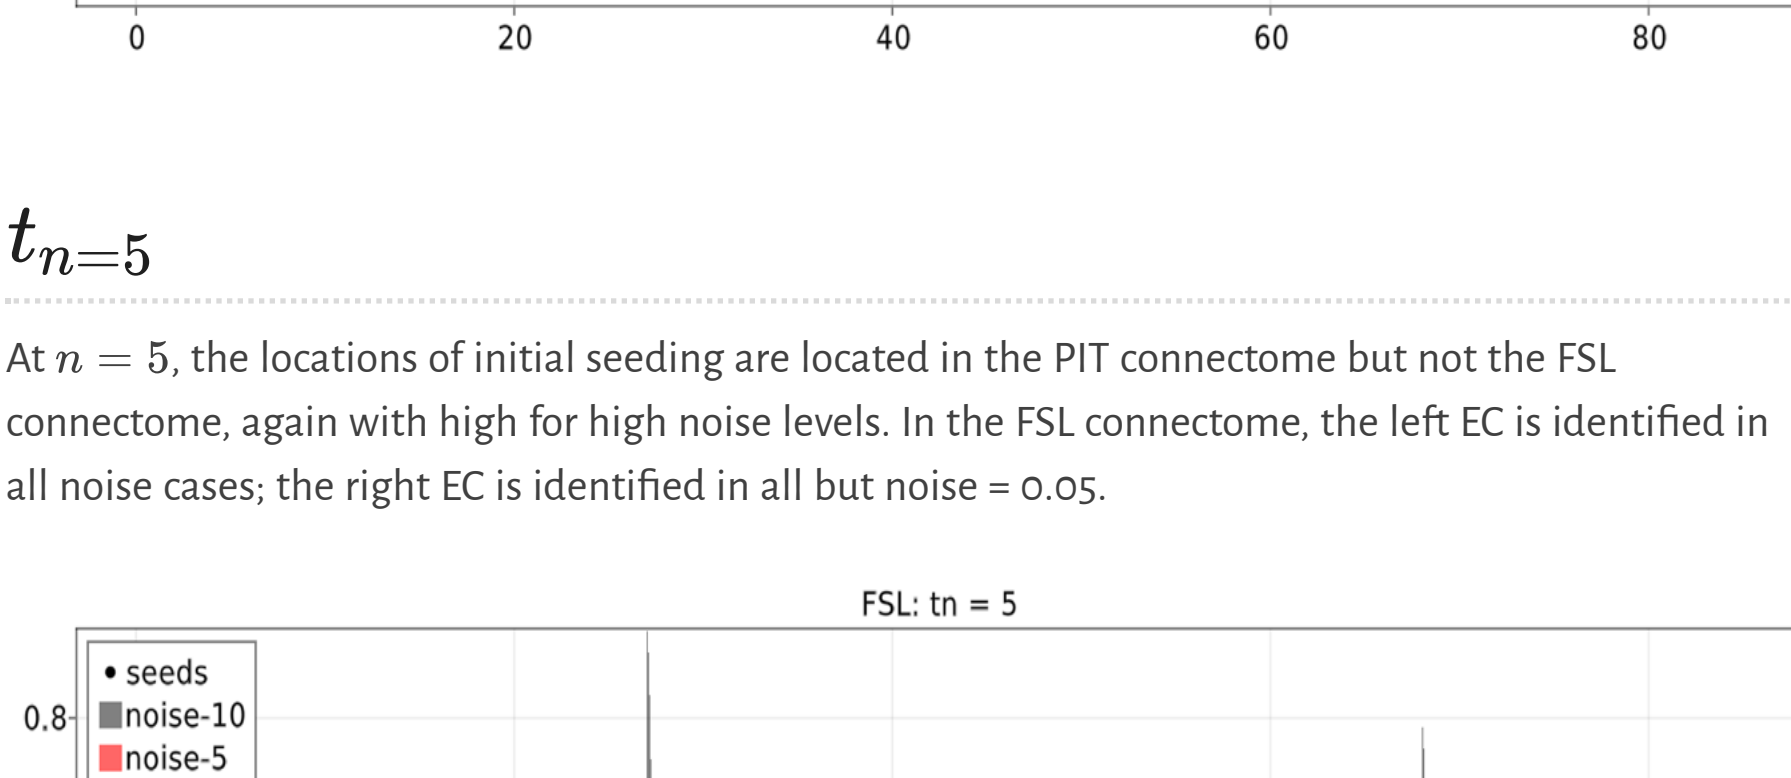 0 20 40 60 80
t_{n=5}
At n = 5, the locations of initial seeding are located in the PIT connectome but not the FSL
connectome, again with high for high noise levels. In the FSL connectome, the left EC is identified in
all noise cases; the right EC is identified in all but noise = 0.05.
FSL: tn = 5
seeds
noise-10
0.8
noise-5